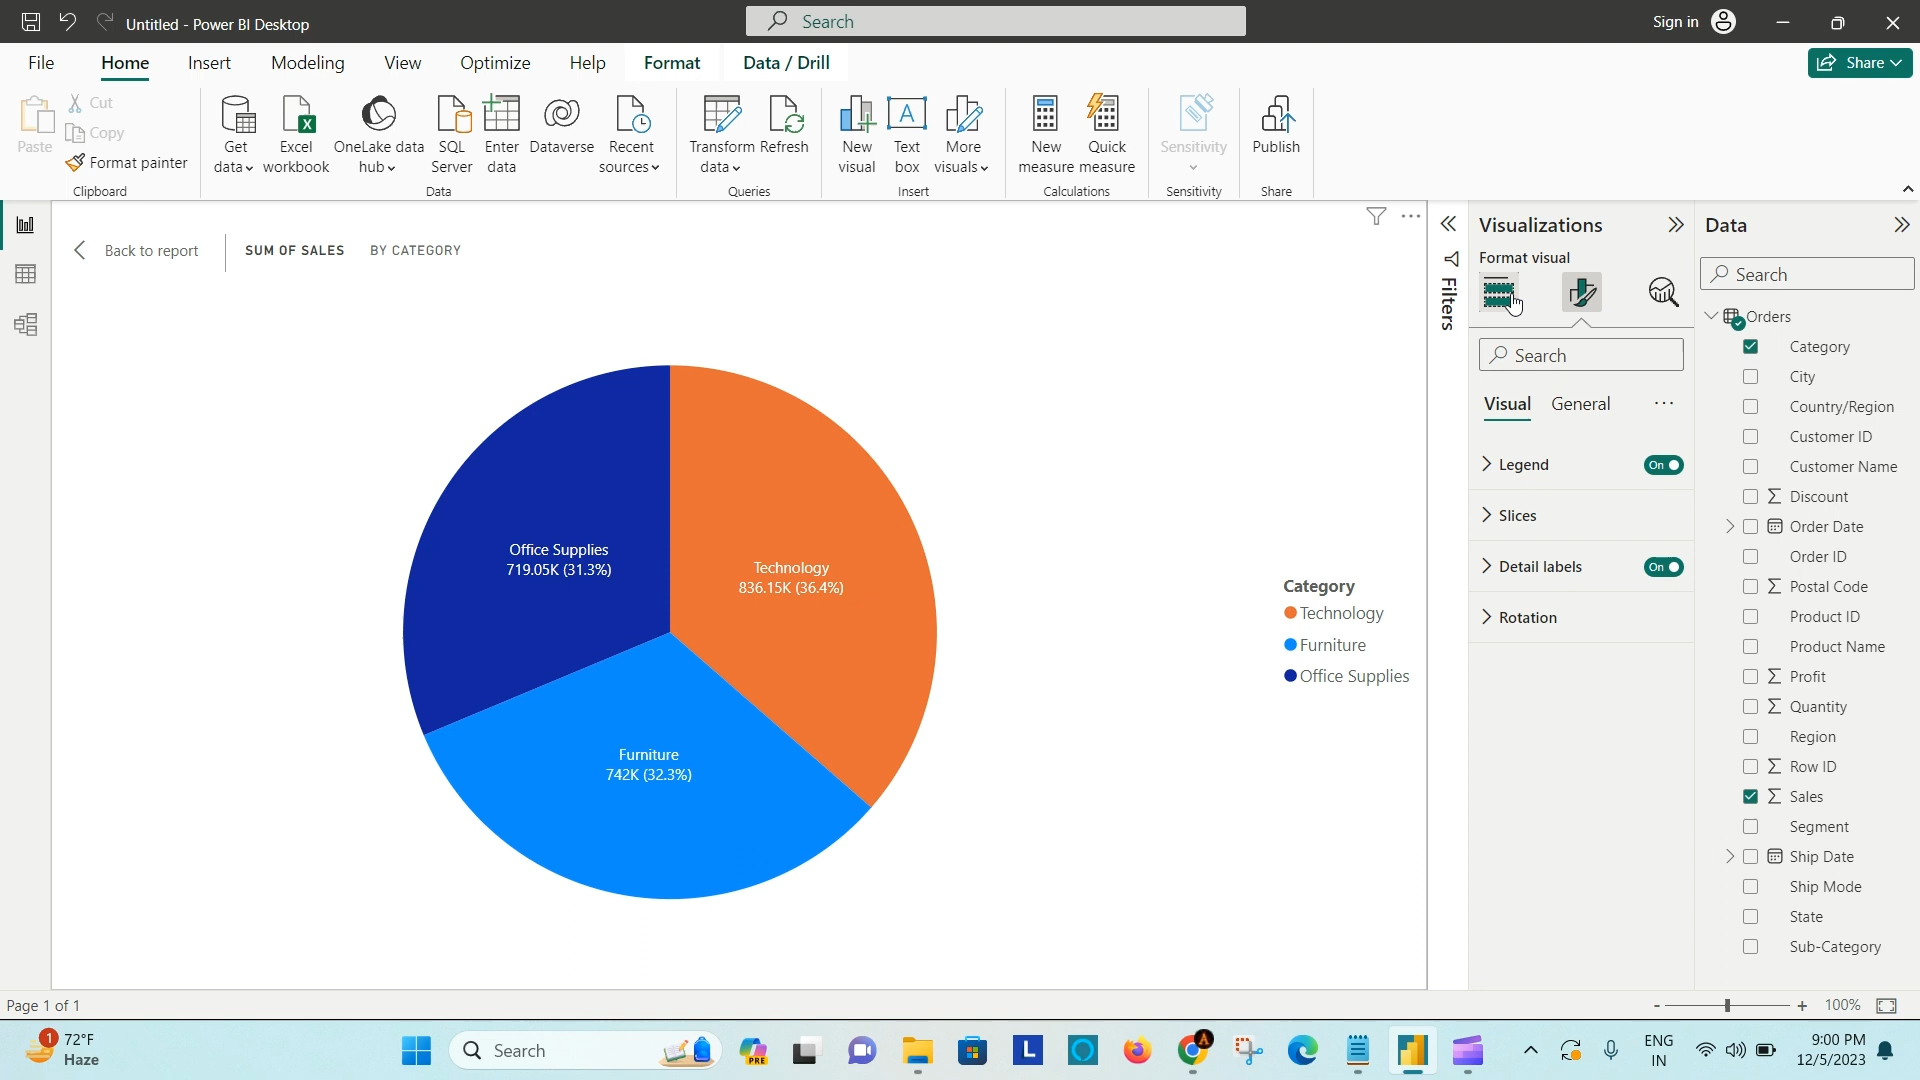 Untitled - Power BI Desktop
Search
Sign in
File Home Insert Modeling View Optimize Help Format Data / Drill
Share
Paste
Cut
Copy
Format painter
Clipboard
Get data
Excel workbook
OneLake data hub
SQL Server
Enter data
Dataverse
Recent sources
Data
Transform data
Refresh
Queries
New visual
A
Text box
More visuals
Insert
New measure
Quick measure
Calculations
Sensitivity
Sensitivity
Publish
Share
Back to report
SUM OF SALES BY CATEGORY
Office Supplies
719.05K (31.3%)
Technology
836.15K (36.4%)
Furniture
742K (32.3%)
Category
Technology
Furniture
Office Supplies
Filters
Visualizations
Format visual
Search
Visual General
Legend On
Slices
Detail labels On
Rotation
Data
Search
Orders
Category
City
Country/Region
Customer ID
Customer Name
Discount
Order Date
Order ID
Postal Code
Product ID
Product Name
Profit
Quantity
Region
Row ID
Sales
Segment
Ship Date
Ship Mode
State
Sub-Category
Page 1 of 1
- + 100%
1
72°F
Haze
Search
PRE
L
A
ENG
IN
9:00 PM
12/5/2023